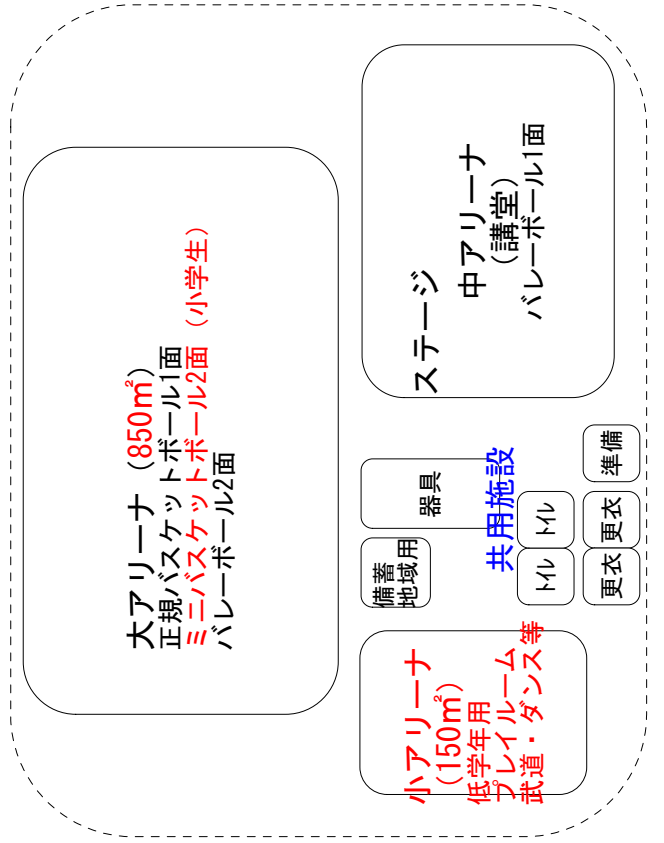 大アリーナ（850㎡）
正規バスケットボール1面
ミニバスケットボール2面（小学生）
バレーボール2面
小アリーナ
（150㎡）
低学年用
プレイルーム
武道・ダンス等
備蓄
地域用
器具
共用施設
トイレ
トイレ
更衣
更衣
準備
ステージ
中アリーナ
（講堂）
バレーボール1面